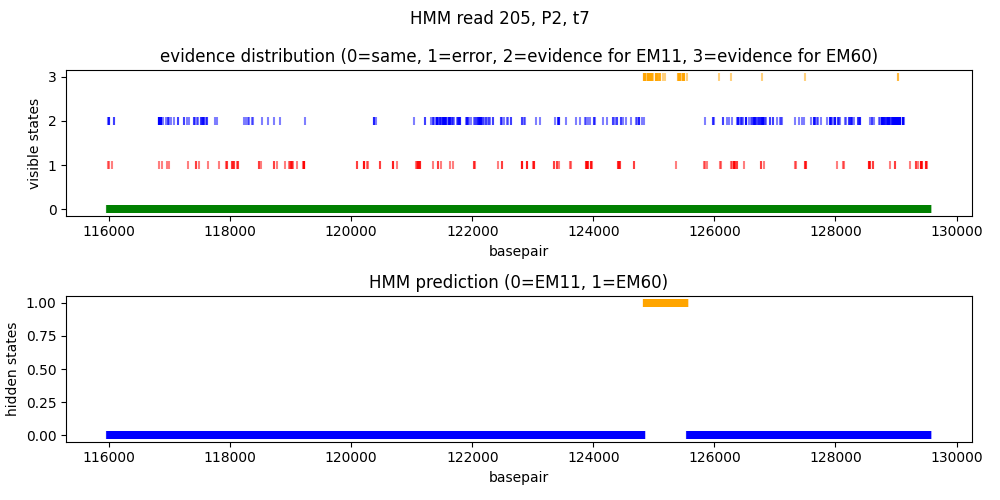 HMM read 205, P2, t7
evidence distribution (0=same, 1=error, 2=evidence for EM11, 3=evidence for EM60)
visible states
3
2
1
0
116000 118000 120000 122000 124000 126000 128000 130000
basepair
HMM prediction (0=EM11, 1=EM60)
hidden states
1.00
0.75
0.50
0.25
0.00
116000 118000 120000 122000 124000 126000 128000 130000
basepair